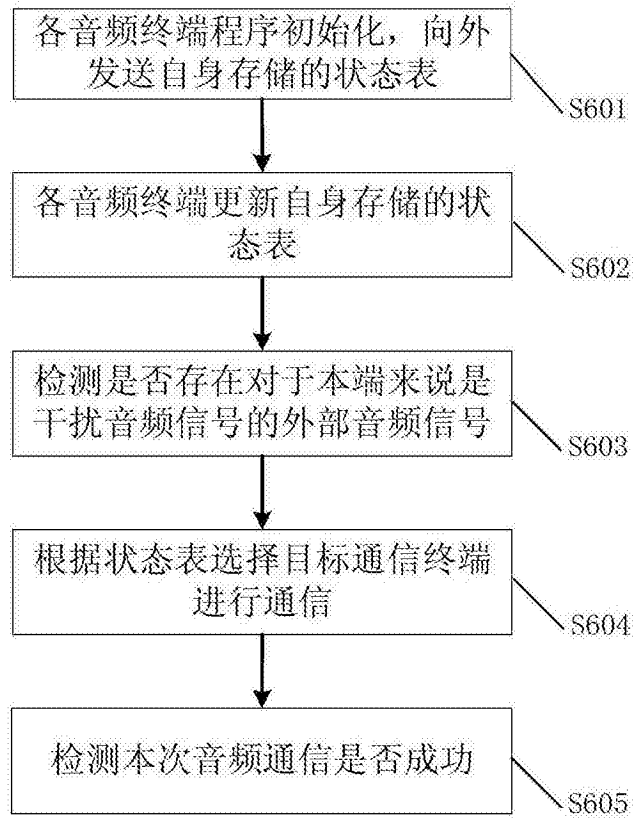 各音频终端程序初始化，向外
发送自身存储的状态表
S601
各音频终端更新自身存储的状
态表
S602
检测是否存在对于本端来说是
干扰音频信号的外部音频信号
S603
根据状态表选择目标通信终端
进行通信
S604
检测本次音频通信是否成功
S605